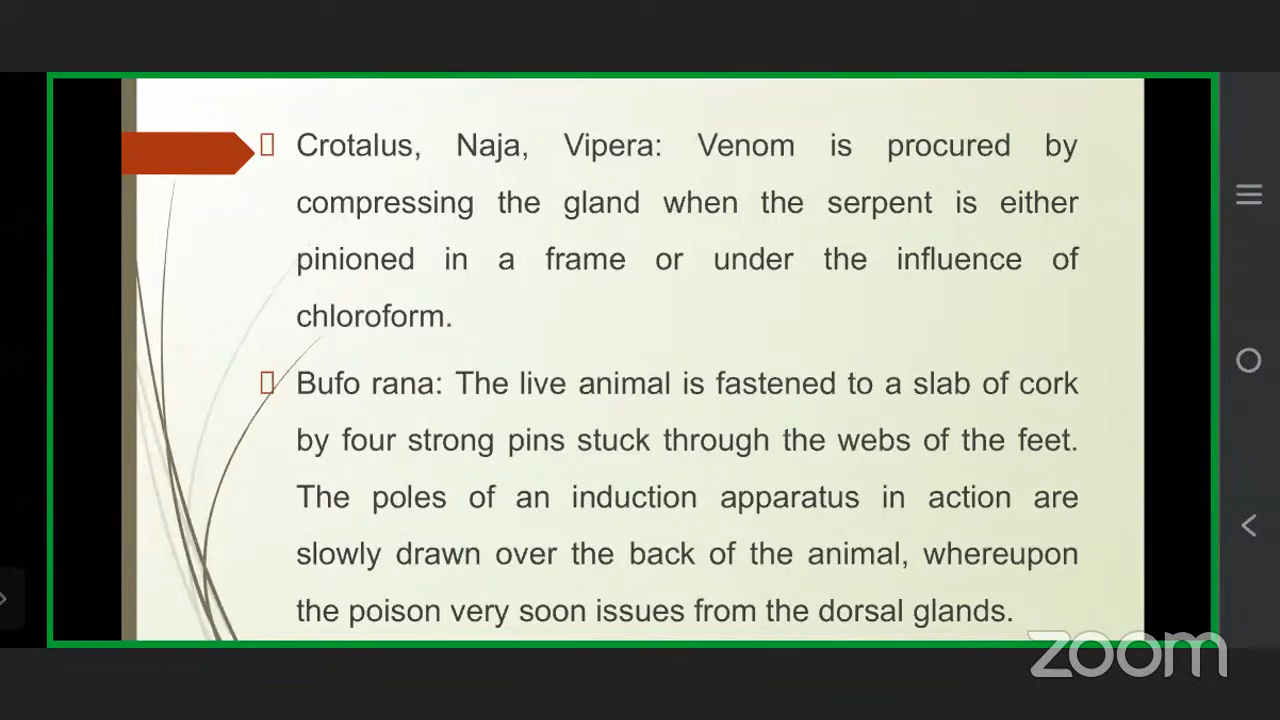 Crotalus, Naja, Vipera: Venom is procured by
compressing the gland when the serpent is either
pinioned in a frame or under the influence of
chloroform.
Bufo rana: The live animal is fastened to a slab of cork
by four strong pins stuck through the webs of the feet.
The poles of an induction apparatus in action are
slowly drawn over the back of the animal, whereupon
the poison very soon issues from the dorsal glands.
zoom